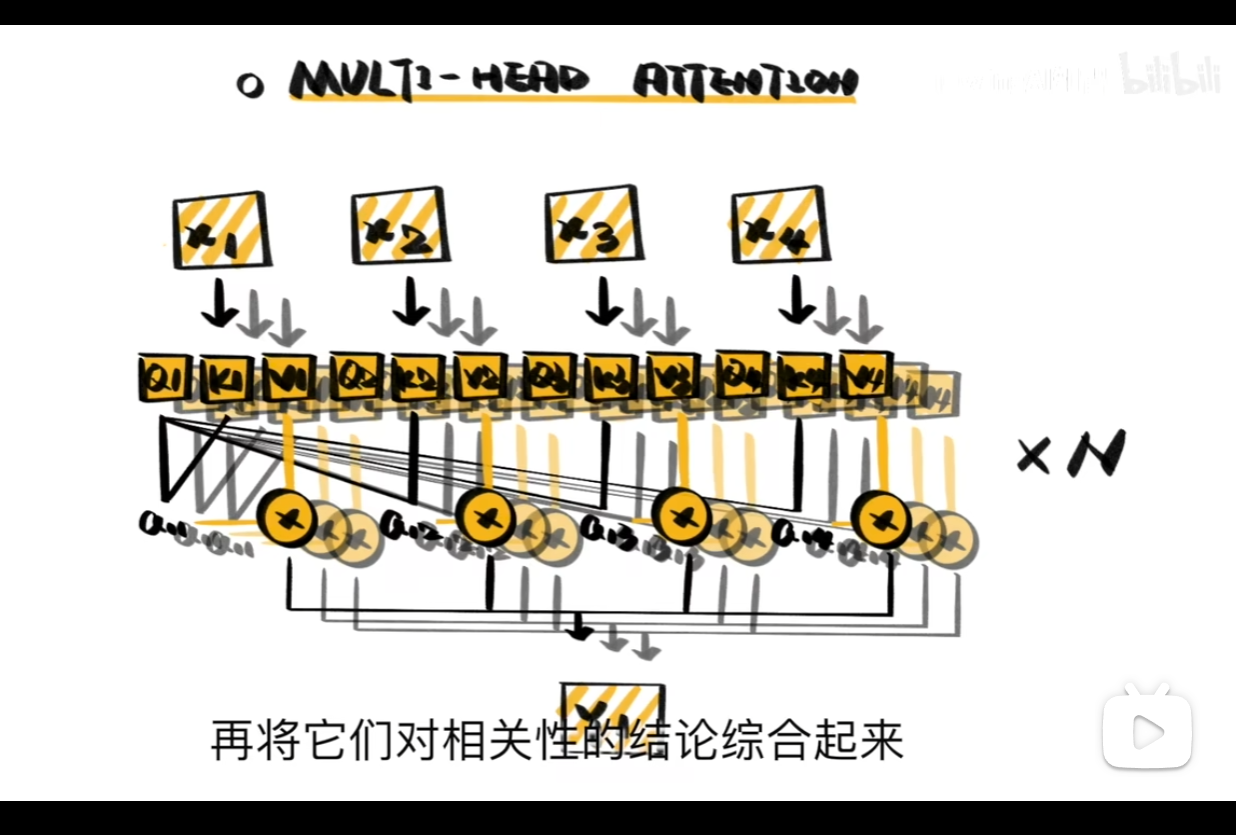 MULTI-HEAD ATTENTION
bilibili
x1 x2 x3 x4
Q1 K1 V1 Q2 K2 V2 Q3 K3 V3 Q4 K4 V4
×N
× × × ×
a11 a12 a13 a14
Y1
再将它们对相关性的结论综合起来